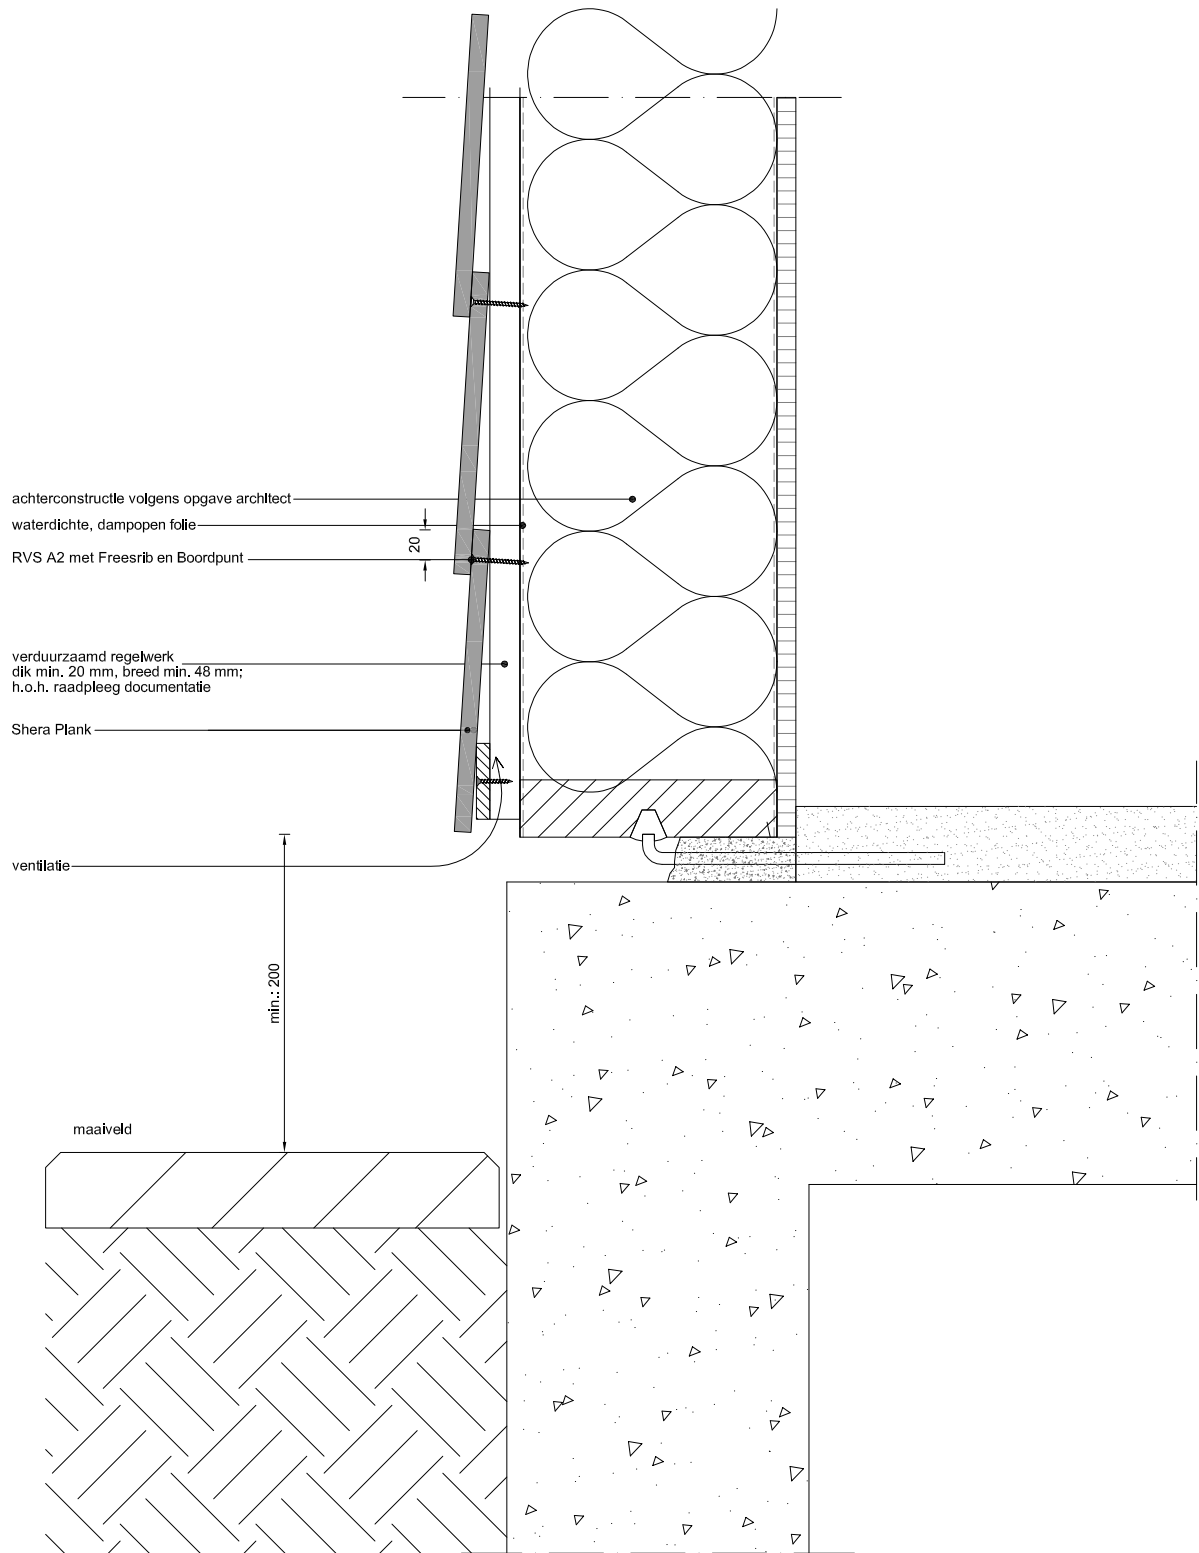 achterconstructie volgens opgave architect
waterdichte, dampopen folie
20
RVS A2 met Freesrib en Boordpunt
verduurzaamd regelwerk
dik min. 20 mm, breed min. 48 mm;
h.o.h. raadpleeg documentatie
Shera Plank
ventilatie
min.: 200
maaiveld